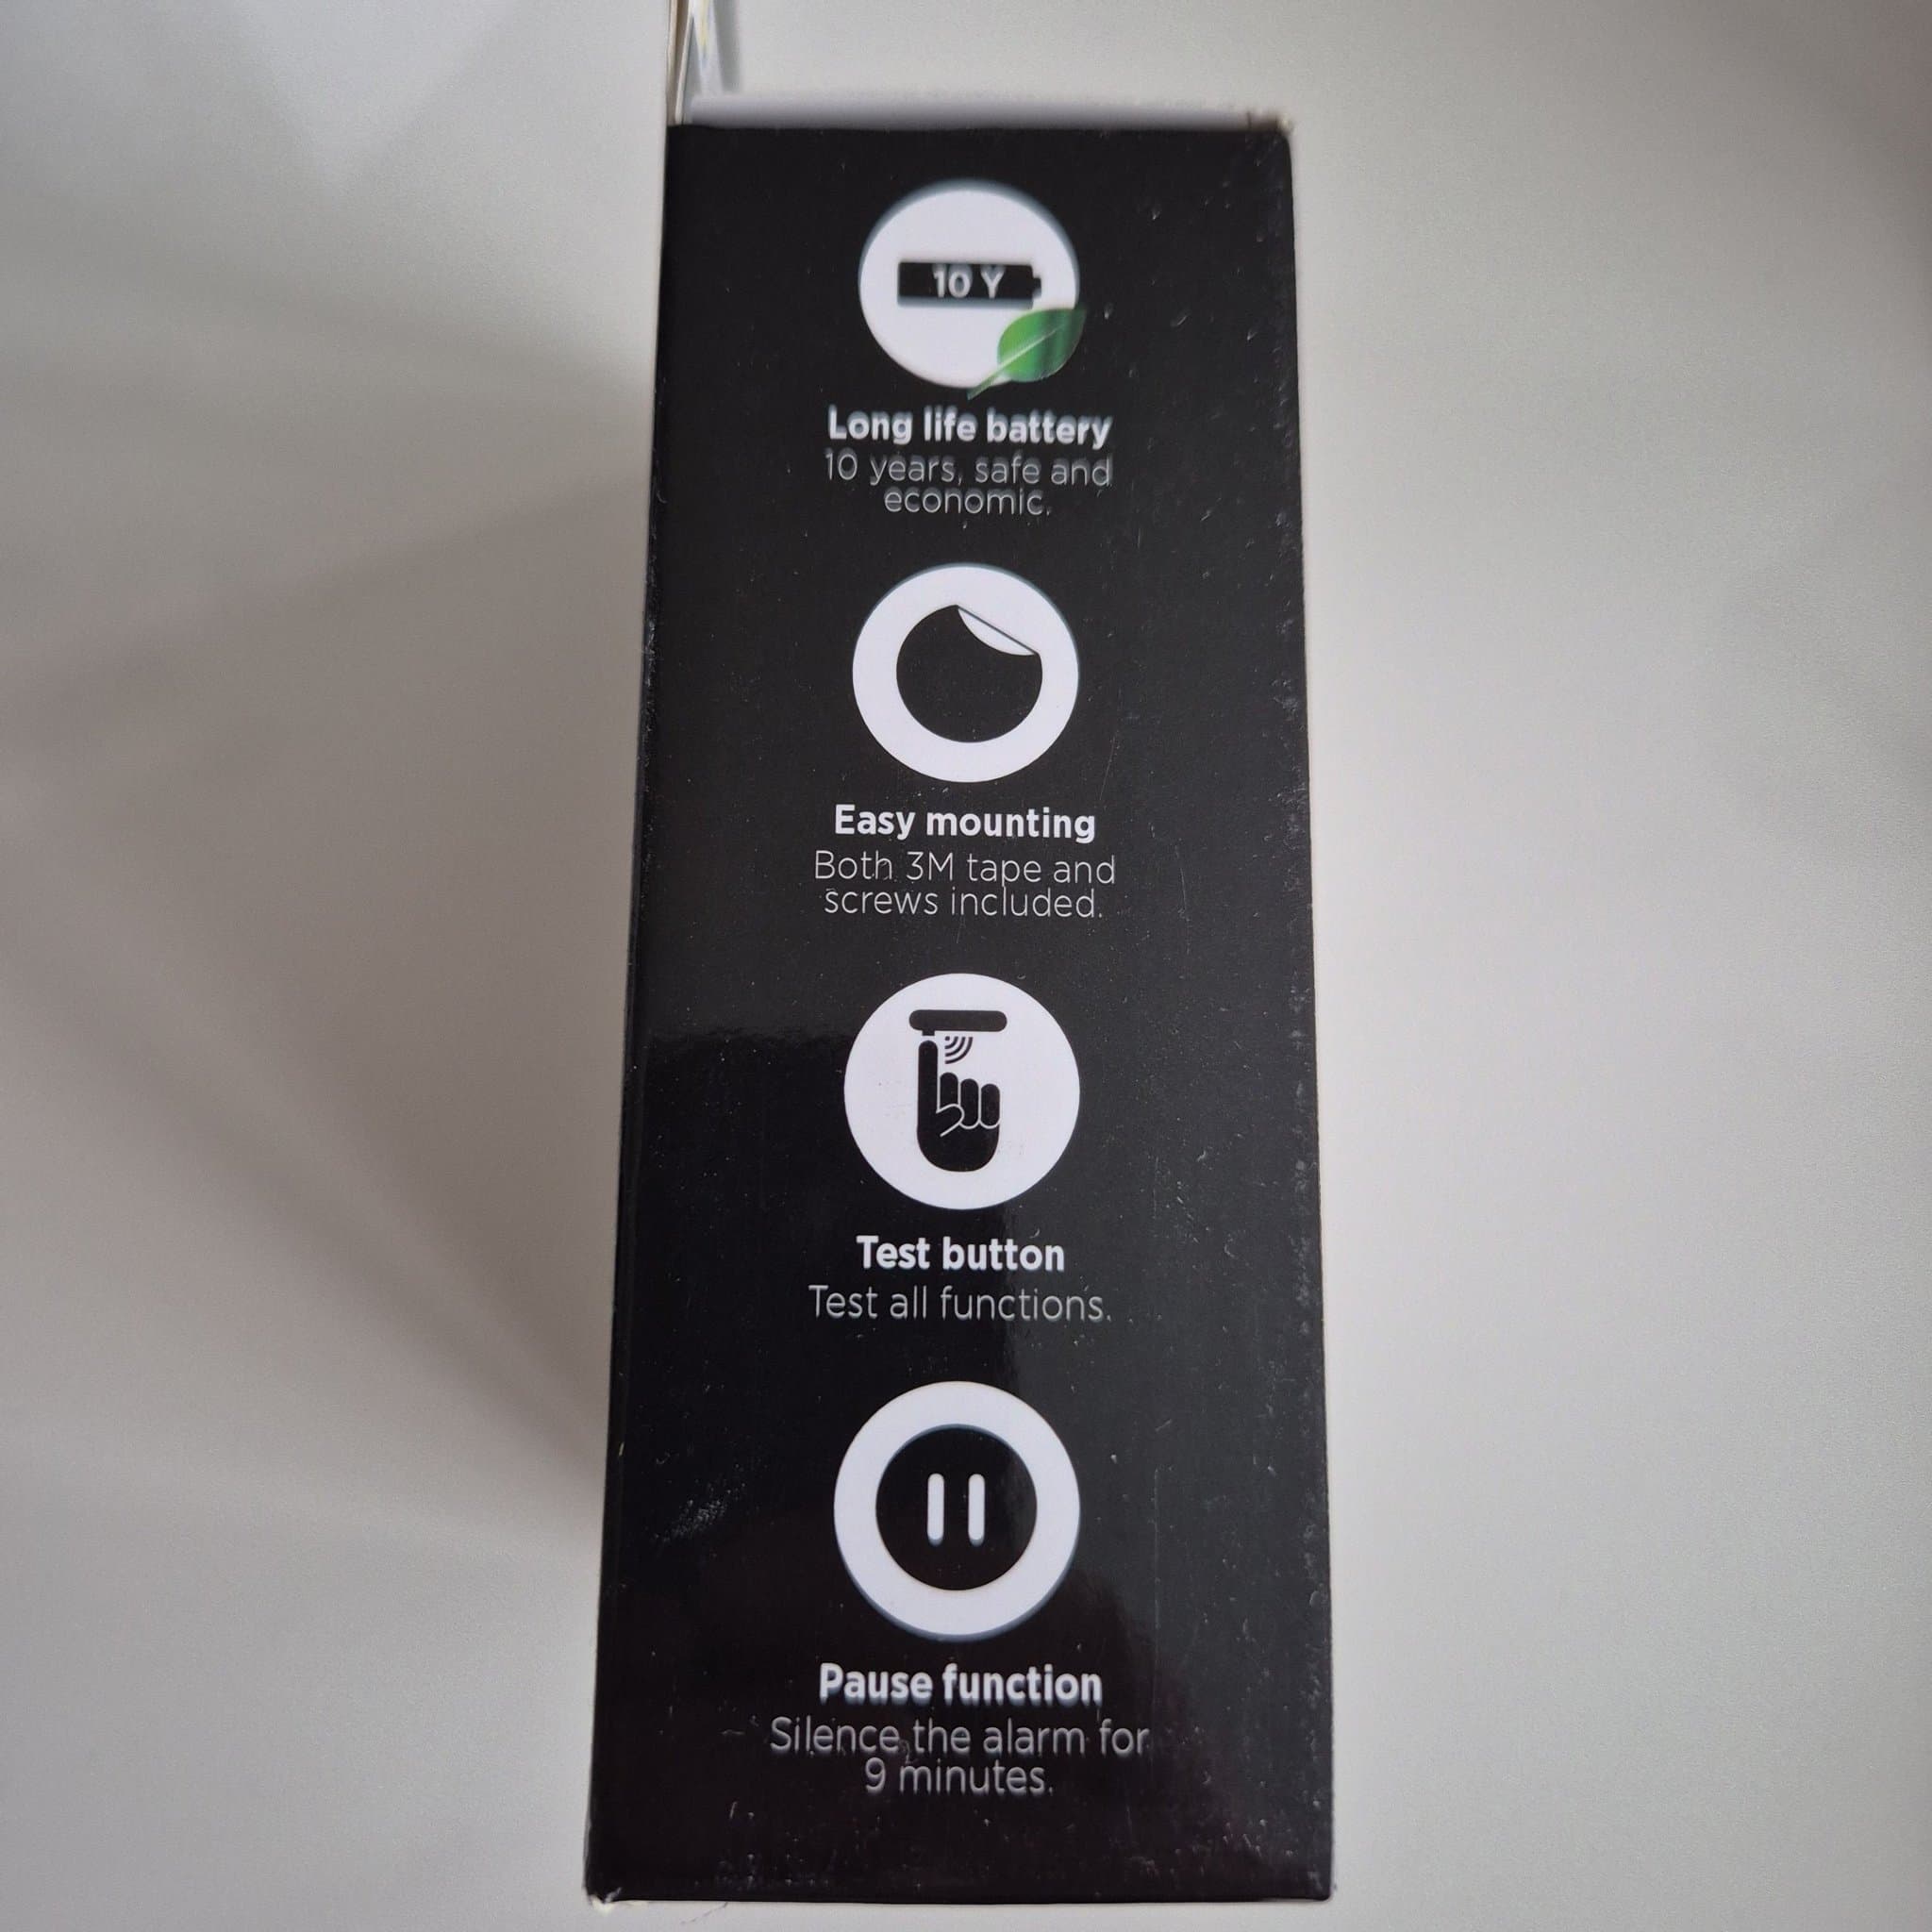 10 Y
Long life battery
10 years, safe and
economic.
Easy mounting
Both 3M tape and
screws included.
Test button
Test all functions.
Pause function
Silence the alarm for
9 minutes.